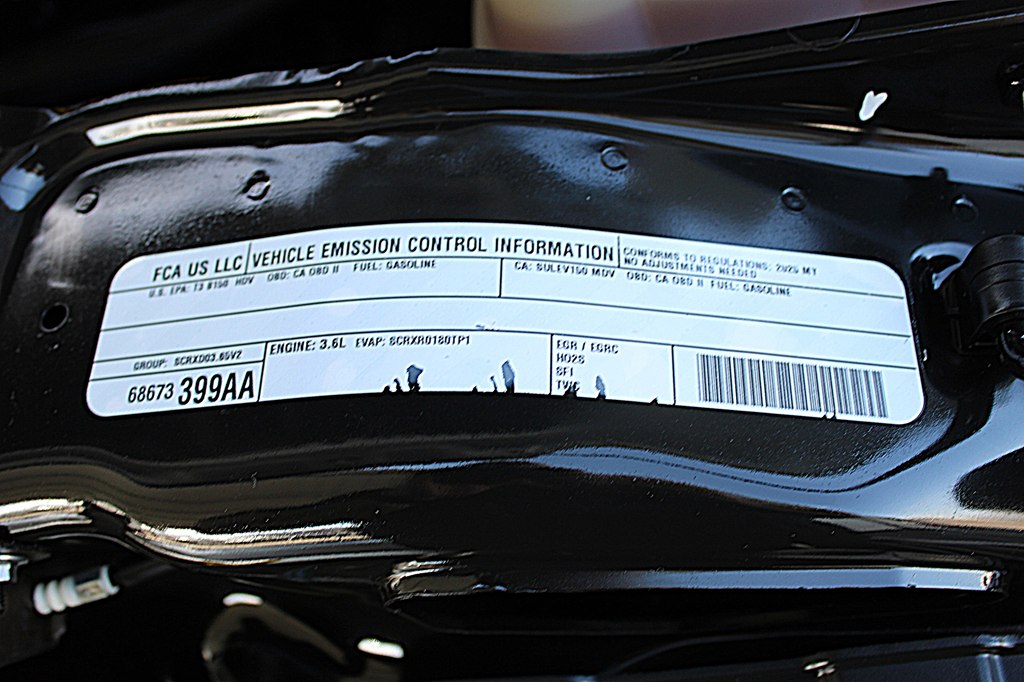 FCA US LLC
VEHICLE EMISSION CONTROL INFORMATION
CONFORMS TO REGULATIONS: 2025 MY
NO ADJUSTMENTS NEEDED
U.S. EPA: T3 B150 HDV OBD: CA OBD II FUEL: GASOLINE
CA: SULEV150 MDV OBD: CA OBD II FUEL: GASOLINE
GROUP: SCRXD03.65V2
68673 399AA
ENGINE: 3.6L EVAP: SCRXR0180TP1
EGR / EGRC
HO2S
SFI
TWC